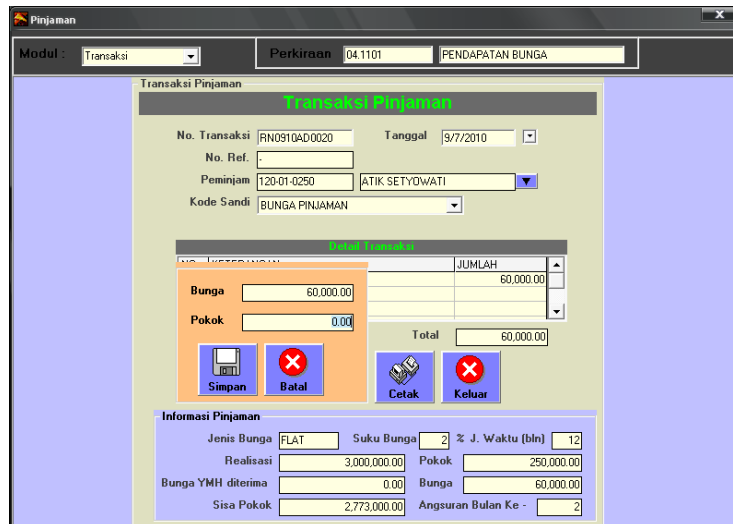 Pinjaman
Modul : Transaksi Perkiraan 04.1101 PENDAPATAN BUNGA
Transaksi Pinjaman
Transaksi Pinjaman
No. Transaksi RN0910AD0020 Tanggal 9/7/2010
No. Ref. -
Peminjam 120-01-0250 ATIK SETYOWATI
Kode Sandi BUNGA PINJAMAN
Detail Transaksi
JUMLAH
60,000.00
Bunga 60,000.00
Pokok 0.00
Total 60,000.00
Simpan Batal Cetak Keluar
Informasi Pinjaman
Jenis Bunga FLAT Suku Bunga 2 % J. Waktu (bln) 12
Realisasi 3,000,000.00 Pokok 250,000.00
Bunga YMH diterima 0.00 Bunga 60,000.00
Sisa Pokok 2,773,000.00 Angsuran Bulan Ke - 2